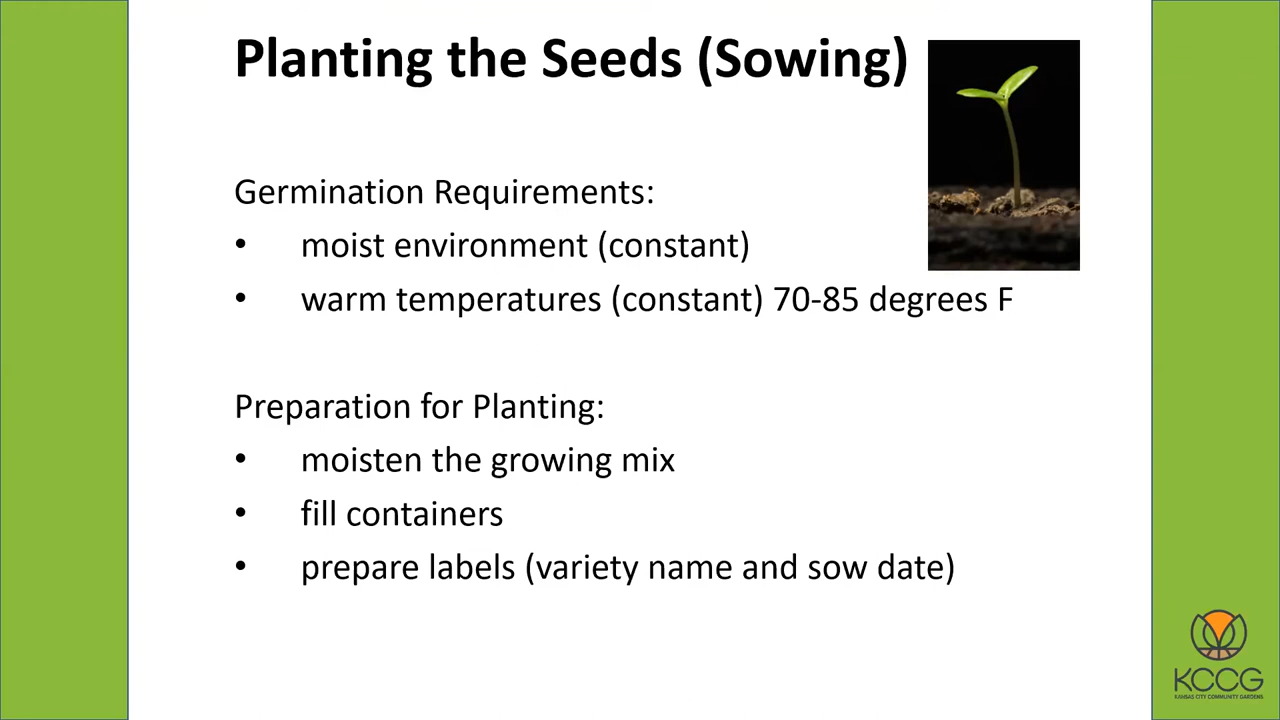 Planting the Seeds (Sowing)
Germination Requirements:
• moist environment (constant)
• warm temperatures (constant) 70-85 degrees F
Preparation for Planting:
• moisten the growing mix
• fill containers
• prepare labels (variety name and sow date)
KCCG
KANSAS CITY COMMUNITY GARDENS